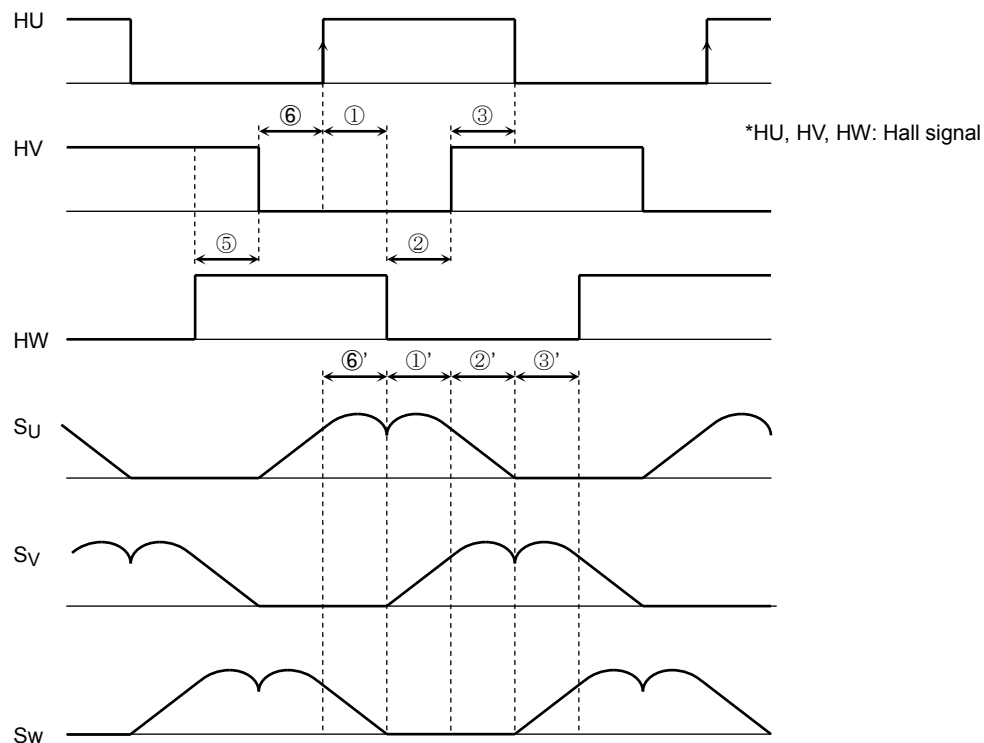 HU
⑥ ① ③
*HU, HV, HW: Hall signal
HV
⑤ ②
HW
⑥’ ①’ ②’ ③’
SU
SV
SW